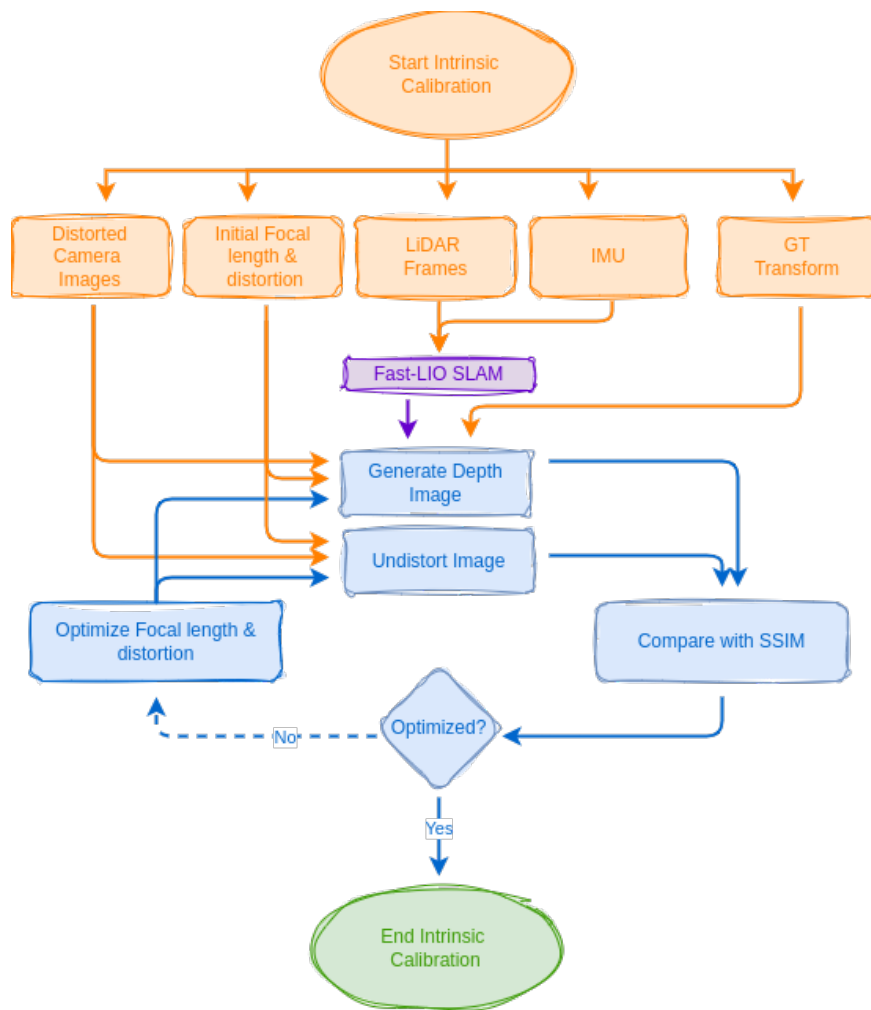 Start Intrinsic
Calibration
Distorted
Camera
Images
Initial Focal
length &
distortion
LiDAR
Frames
IMU
GT
Transform
Fast-LIO SLAM
Generate Depth
Image
Undistort Image
Optimize Focal length &
distortion
Compare with SSIM
Optimized?
No
Yes
End Intrinsic
Calibration